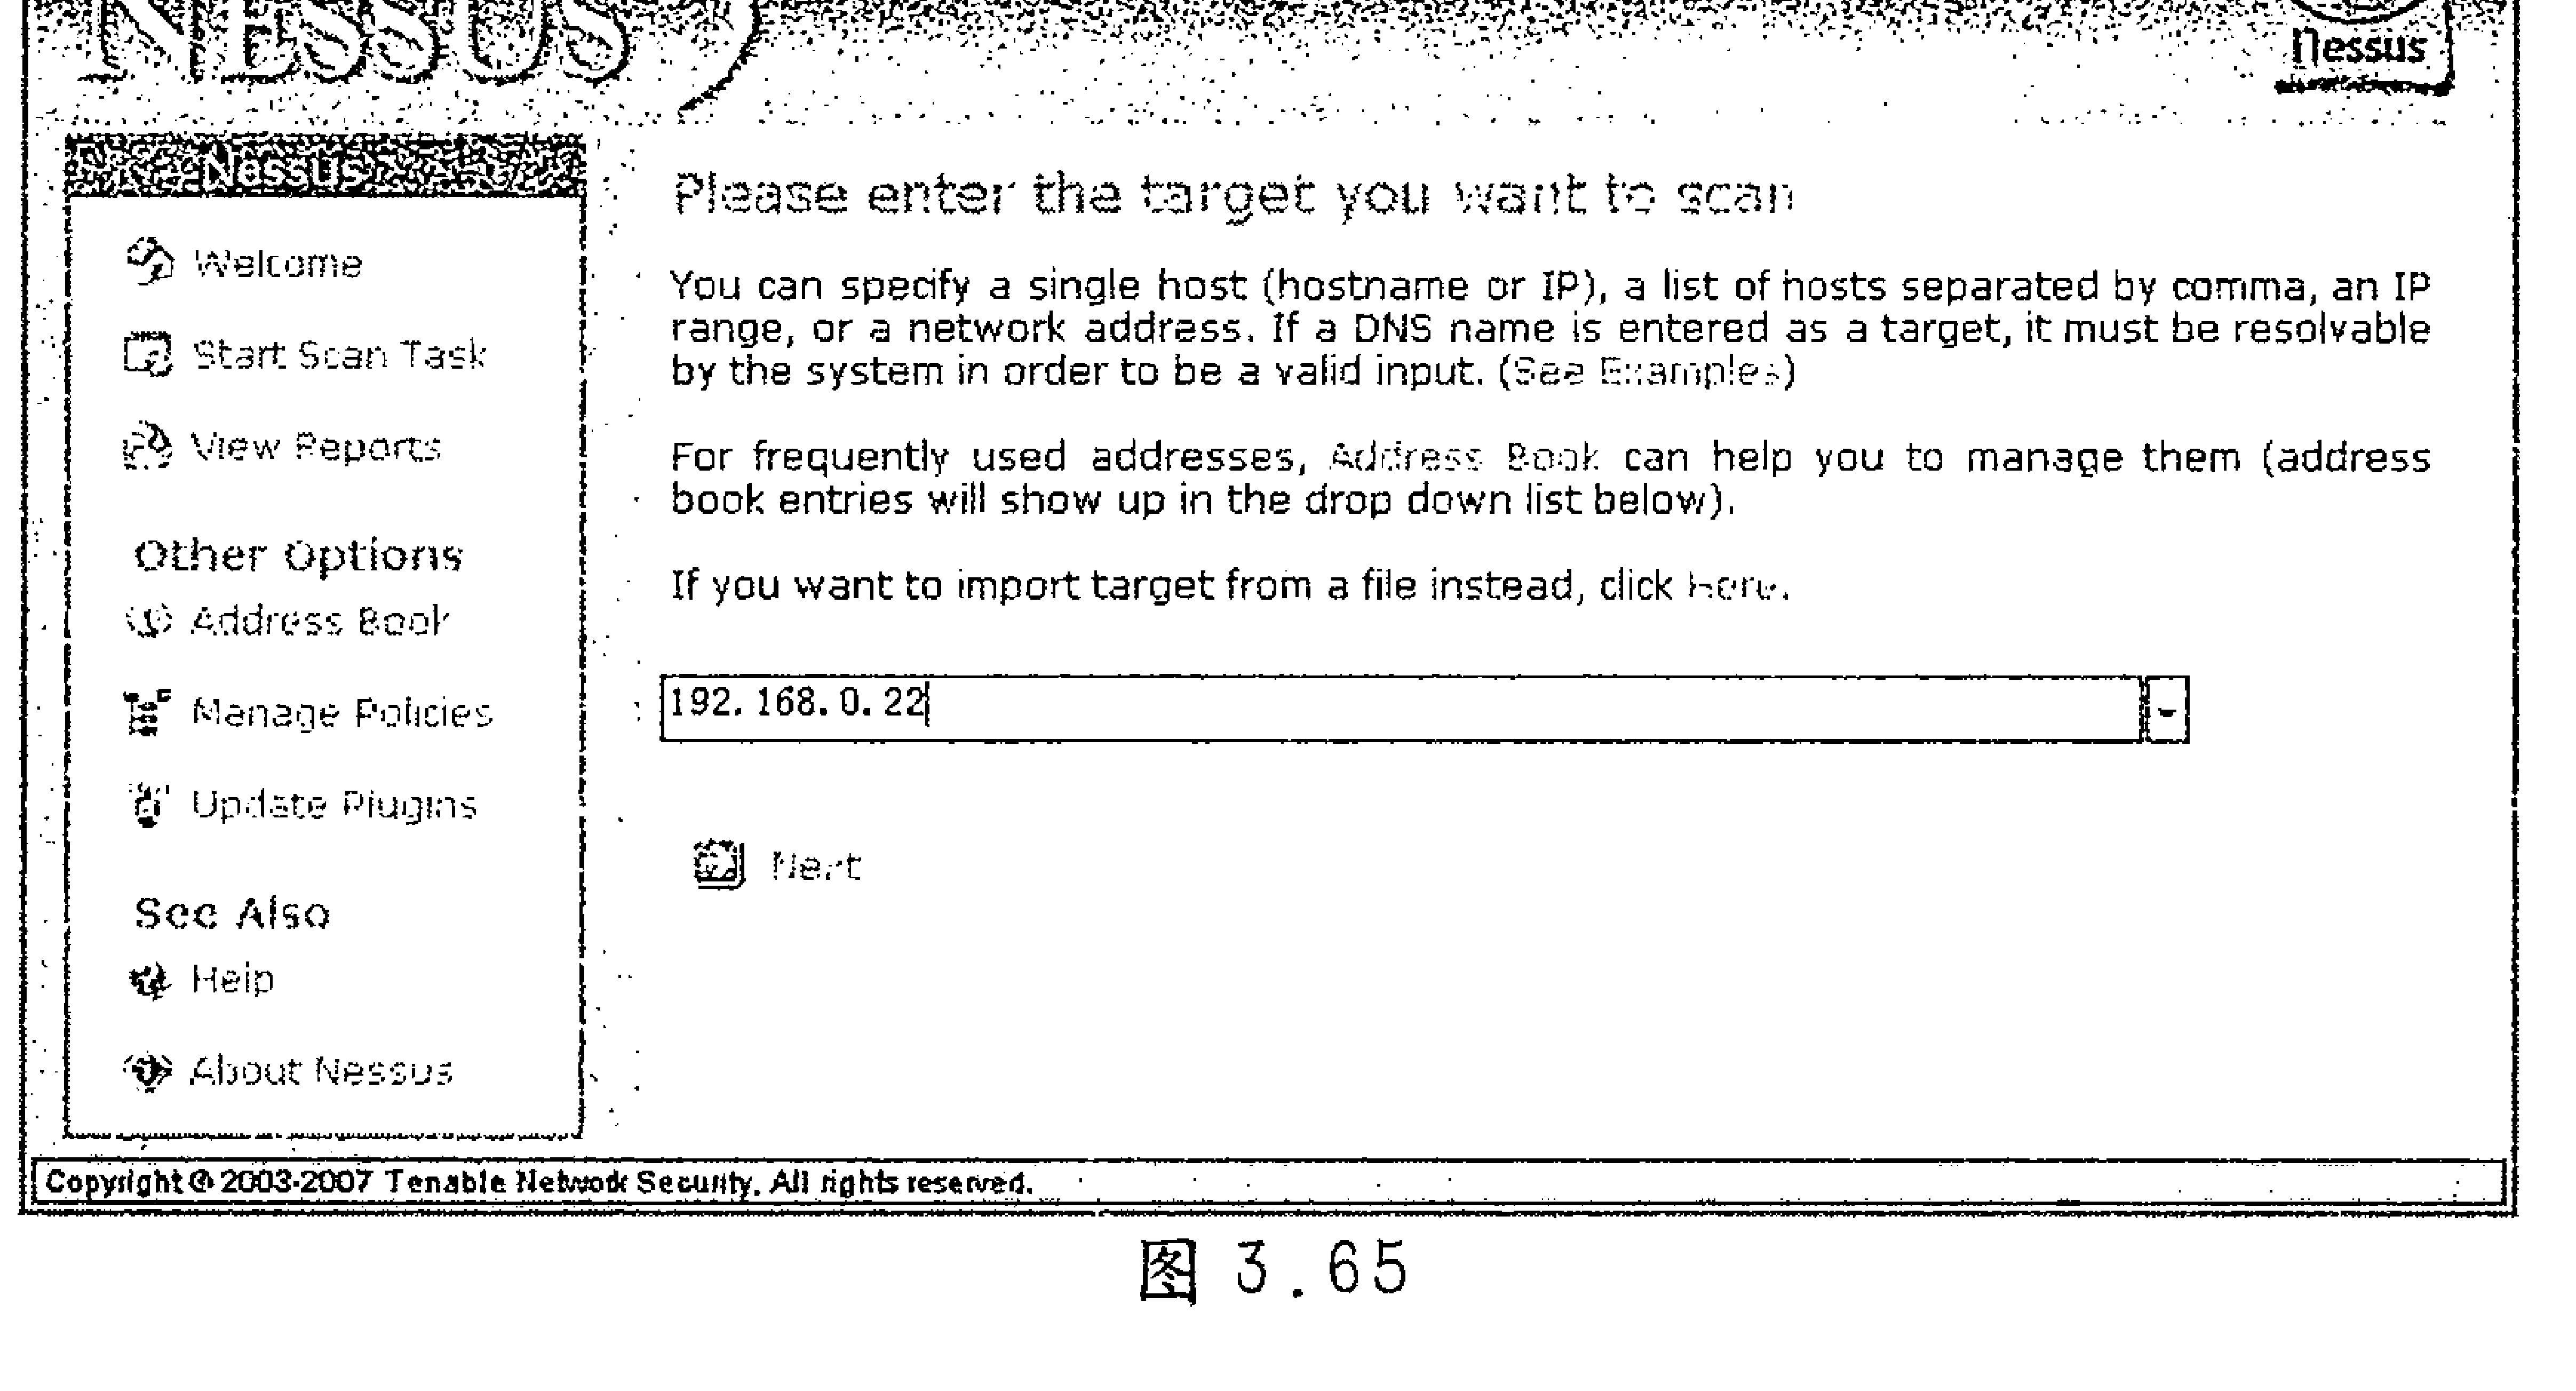 NESSUS
Nessus
Nessus
Welcome
Start Scan Task
View Reports
Other Options
Address Book
Manage Policies
Update Plugins
See Also
Help
About Nessus
Please enter the target you want to scan
You can specify a single host (hostname or IP), a list of hosts separated by comma, an IP
range, or a network address. If a DNS name is entered as a target, it must be resolvable
by the system in order to be a valid input. (See Examples)
For frequently used addresses, Address Book can help you to manage them (address
book entries will show up in the drop down list below).
If you want to import target from a file instead, click Here.
192.168.0.22
Next
Copyright © 2003-2007 Tenable Network Security. All rights reserved.
图 3.65